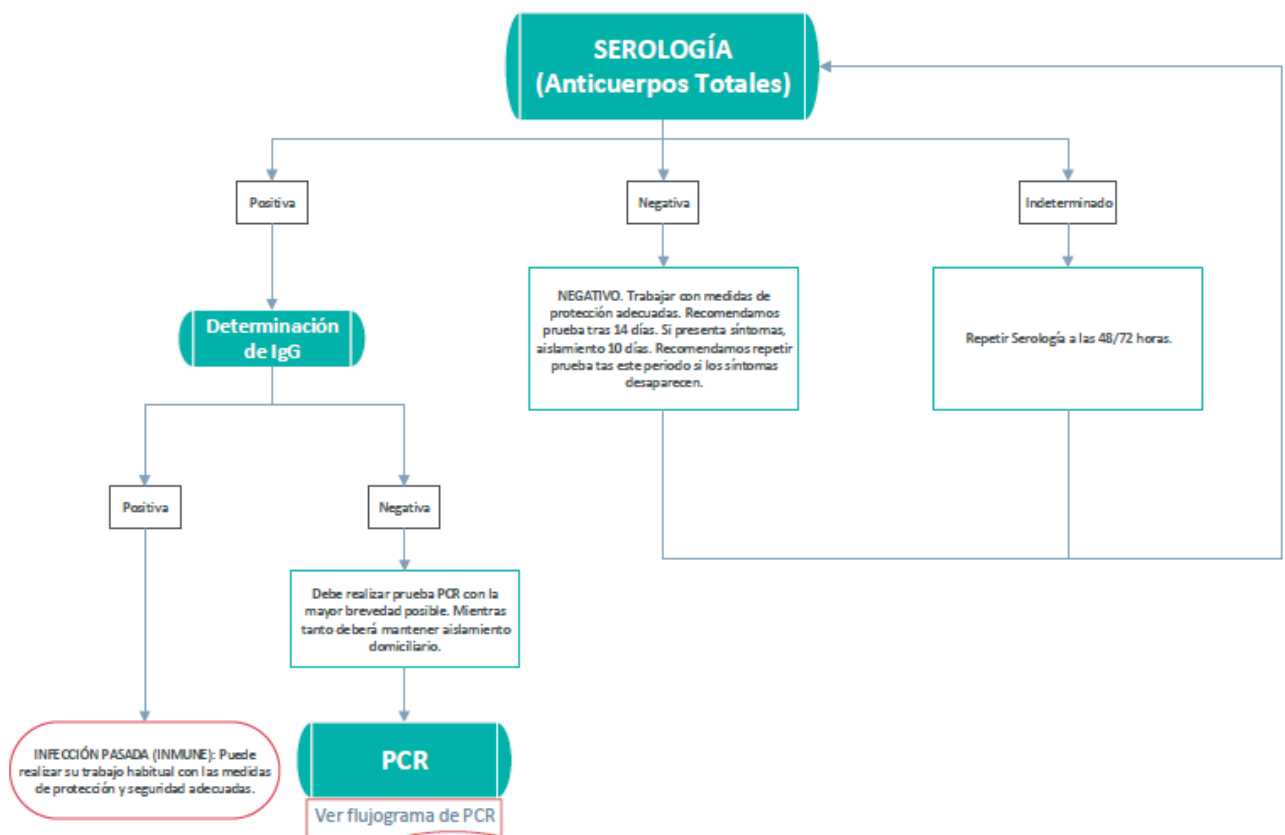 SEROLOGÍA
(Anticuerpos Totales)
Positiva
Negativa
Indeterminado
NEGATIVO. Trabajar con medidas de
protección adecuadas. Recomendamos
prueba tras 14 días. Si presenta síntomas,
aislamiento 10 días. Recomendamos repetir
prueba tas este periodo si los síntomas
desaparecen.
Repetir Serología a las 48/72 horas.
Determinación
de IgG
Positiva
Negativa
Debe realizar prueba PCR con la
mayor brevedad posible. Mientras
tanto deberá mantener aislamiento
domiciliario.
INFECCIÓN PASADA (INMUNE): Puede
realizar su trabajo habitual con las medidas
de protección y seguridad adecuadas.
PCR
Ver flujograma de PCR